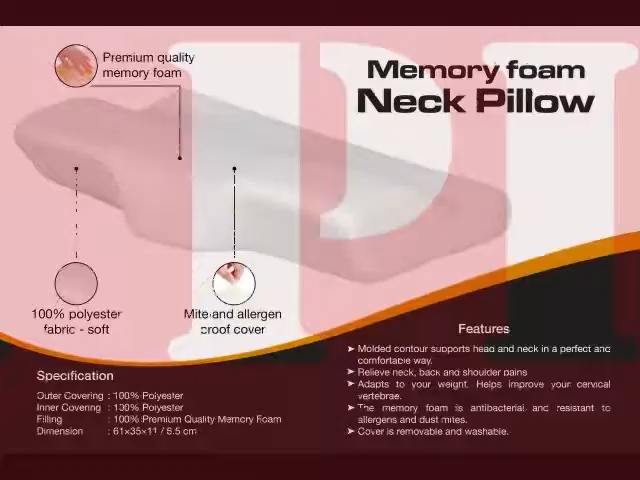 Premium quality
memory foam
Memory foam
Neck Pillow
100% polyester
fabric - soft
Mite and allergen
proof cover
Specification
Outer Covering : 100% Polyester
Inner Covering : 100% Polyester
Filling : 100% Premium Quality Memory Foam
Dimension : 61x35x11 / 8.5 cm
Features
➤ Molded contour supports head and neck in a perfect and
comfortable way.
➤ Relieve neck, back and shoulder pains
➤ Adapts to your weight. Helps improve your cervical
vertebrae.
➤ The memory foam is antibacterial and resistant to
allergens and dust mites.
➤ Cover is removable and washable.